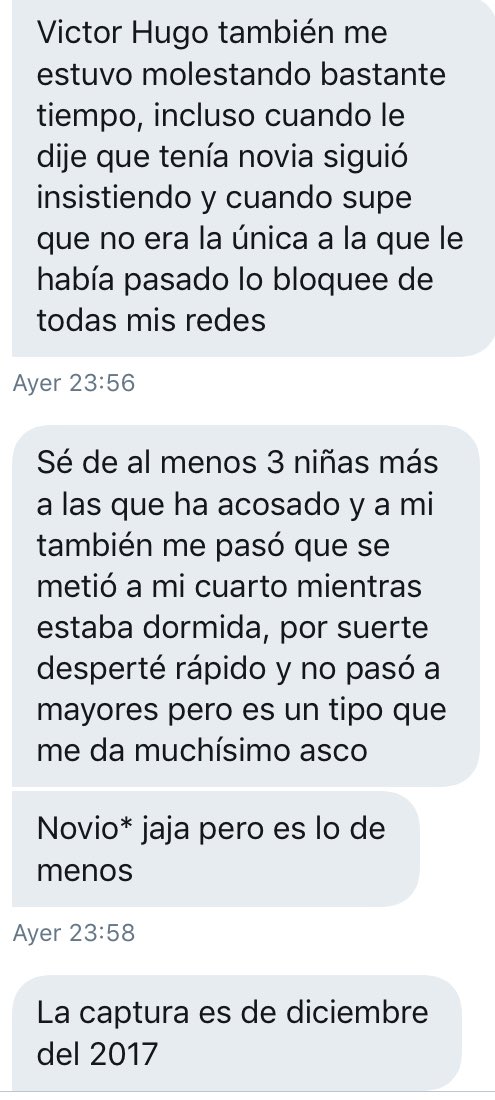 Victor Hugo también me
estuvo molestando bastante
tiempo, incluso cuando le
dije que tenía novia siguió
insistiendo y cuando supe
que no era la única a la que le
había pasado lo bloquee de
todas mis redes
Ayer 23:56
Sé de al menos 3 niñas más
a las que ha acosado y a mi
también me pasó que se
metió a mi cuarto mientras
estaba dormida, por suerte
desperté rápido y no pasó a
mayores pero es un tipo que
me da muchísimo asco
Novio* jaja pero es lo de
menos
Ayer 23:58
La captura es de diciembre
del 2017